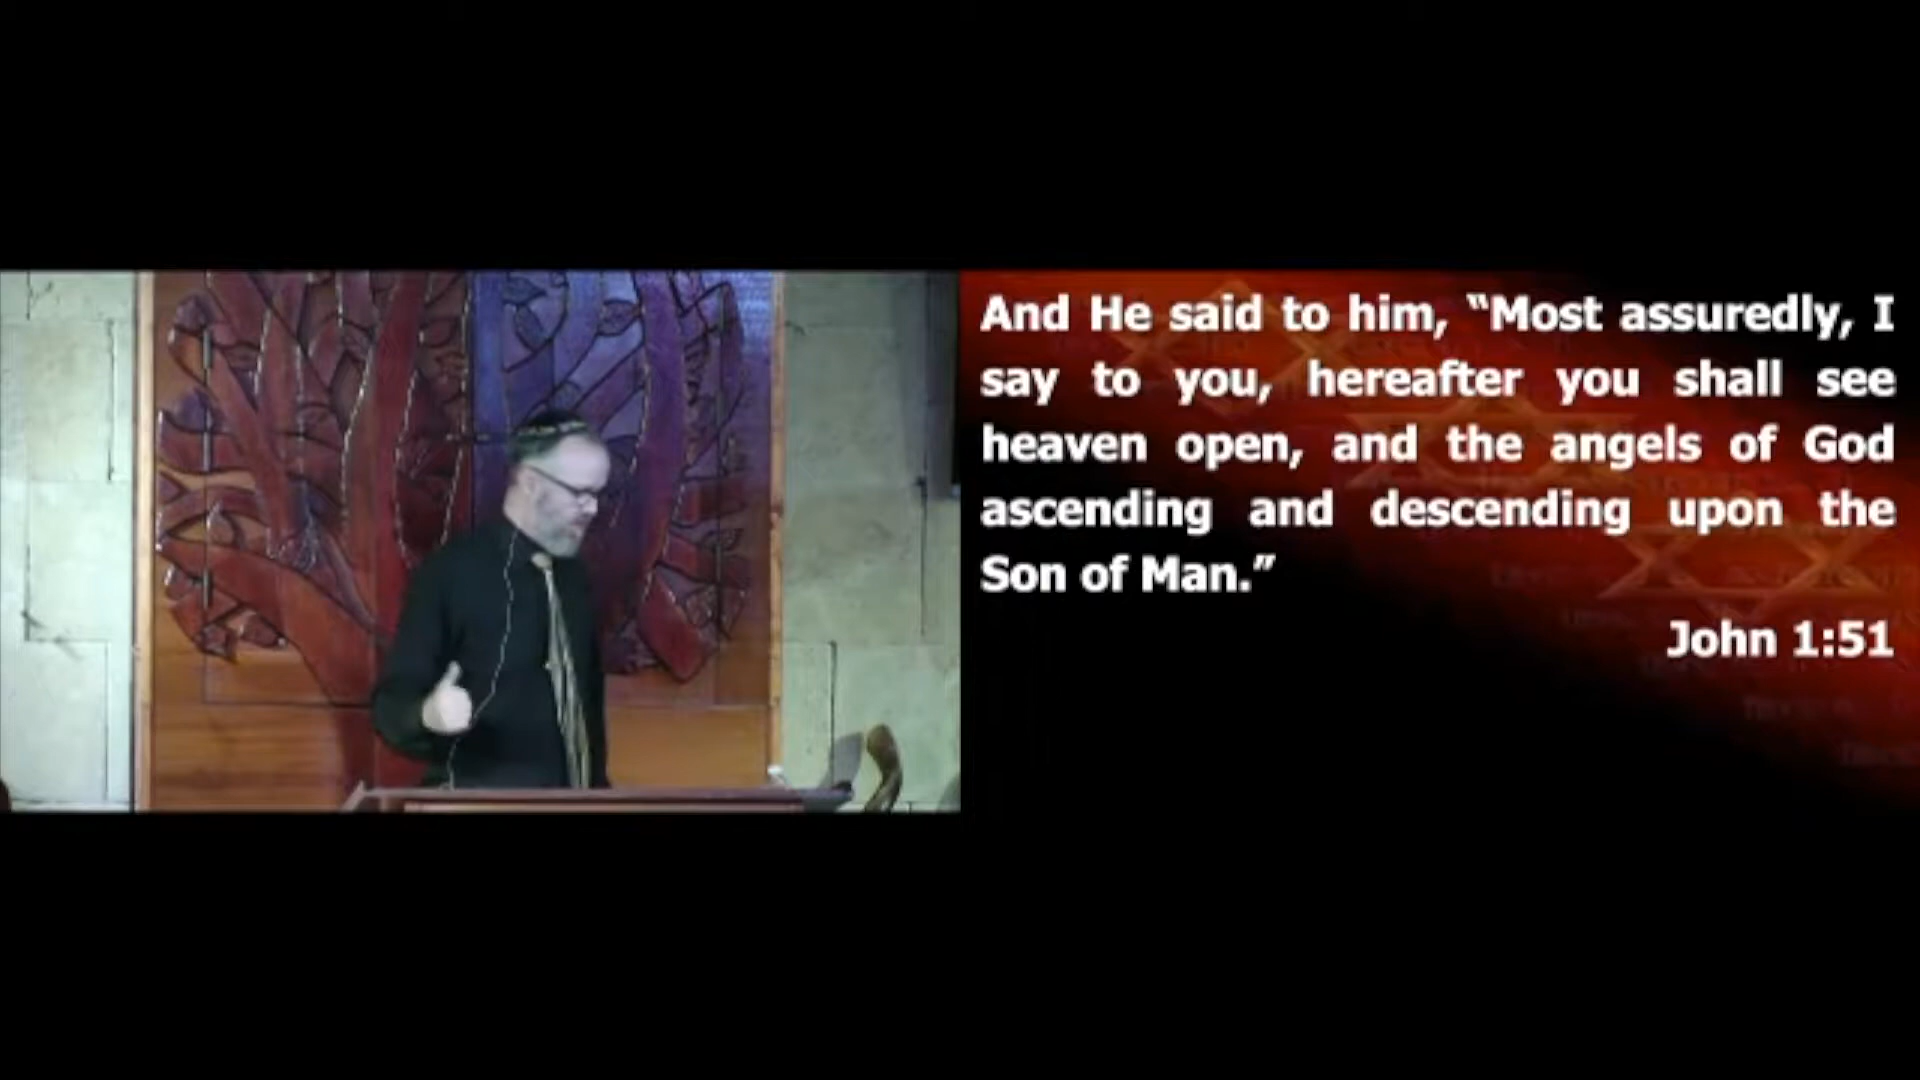 And He said to him, “Most assuredly, I
say to you, hereafter you shall see
heaven open, and the angels of God
ascending and descending upon the
Son of Man.”
John 1:51